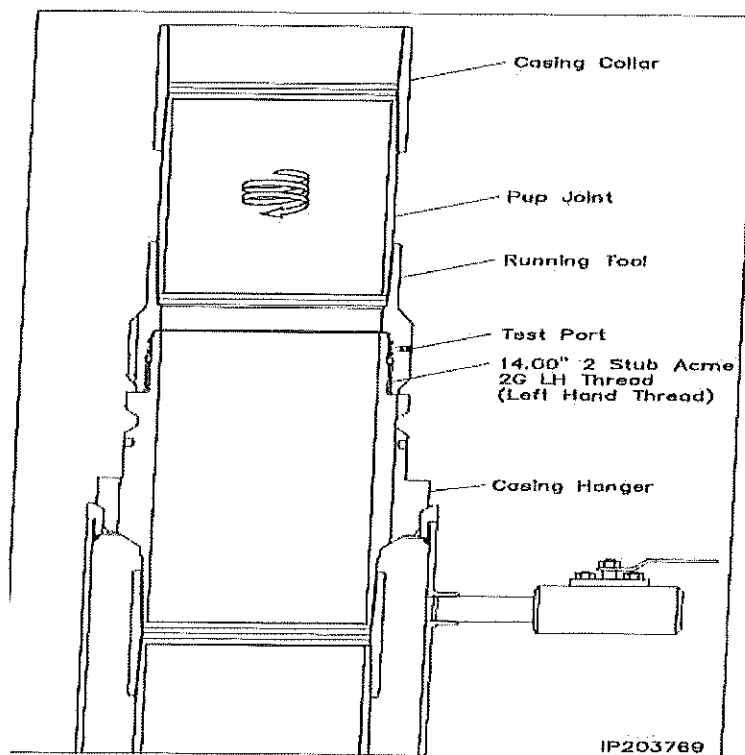 Casing Collar
Pup Joint
Running Tool
Test Port
14.00" 2 Stub Acme
2G LH Thread
(Left Hand Thread)
Casing Hanger
IP203769